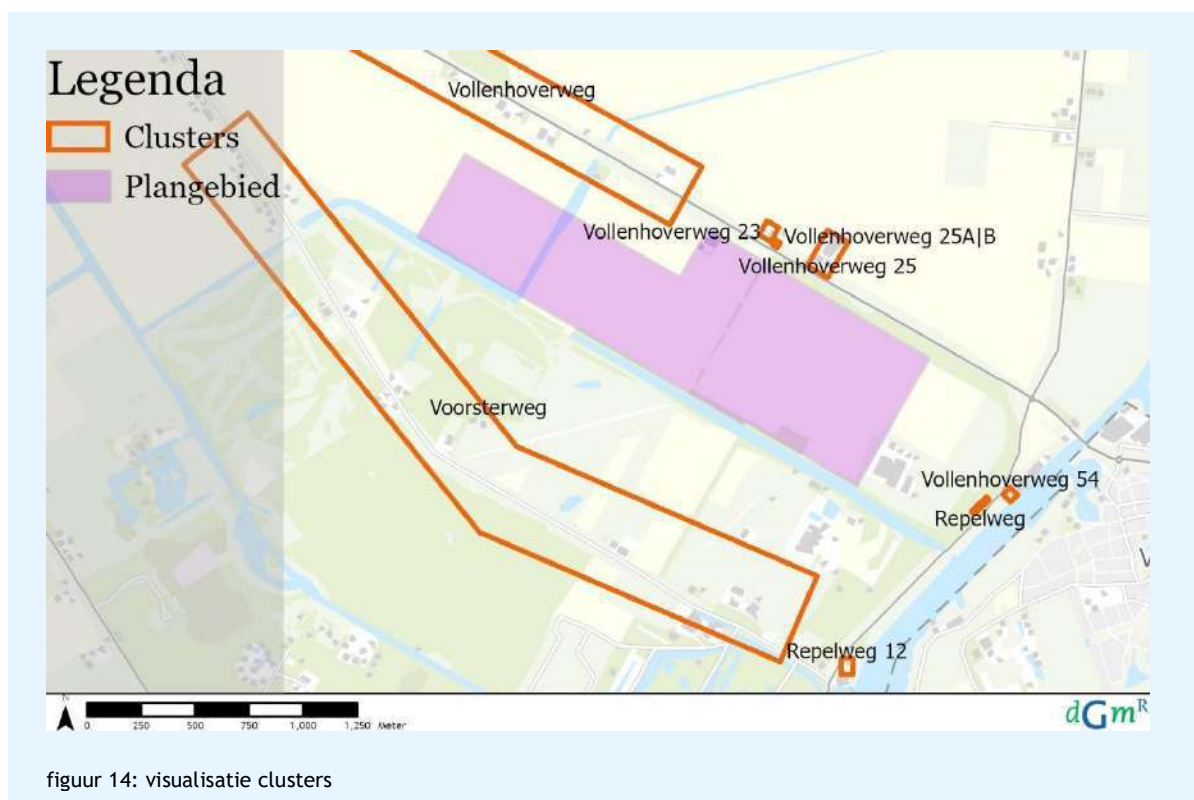 Legenda
Clusters
Plangebied
Vollenhoverweg
Vollenhoverweg 23
Vollenhoverweg 25A|B
Vollenhoverweg 25
Voorsterweg
Vollenhoverweg 54
Repelweg
Repelweg 12
V
N
0 250 500 750 1,000 1,250 Meter
dGmR
figuur 14: visualisatie clusters